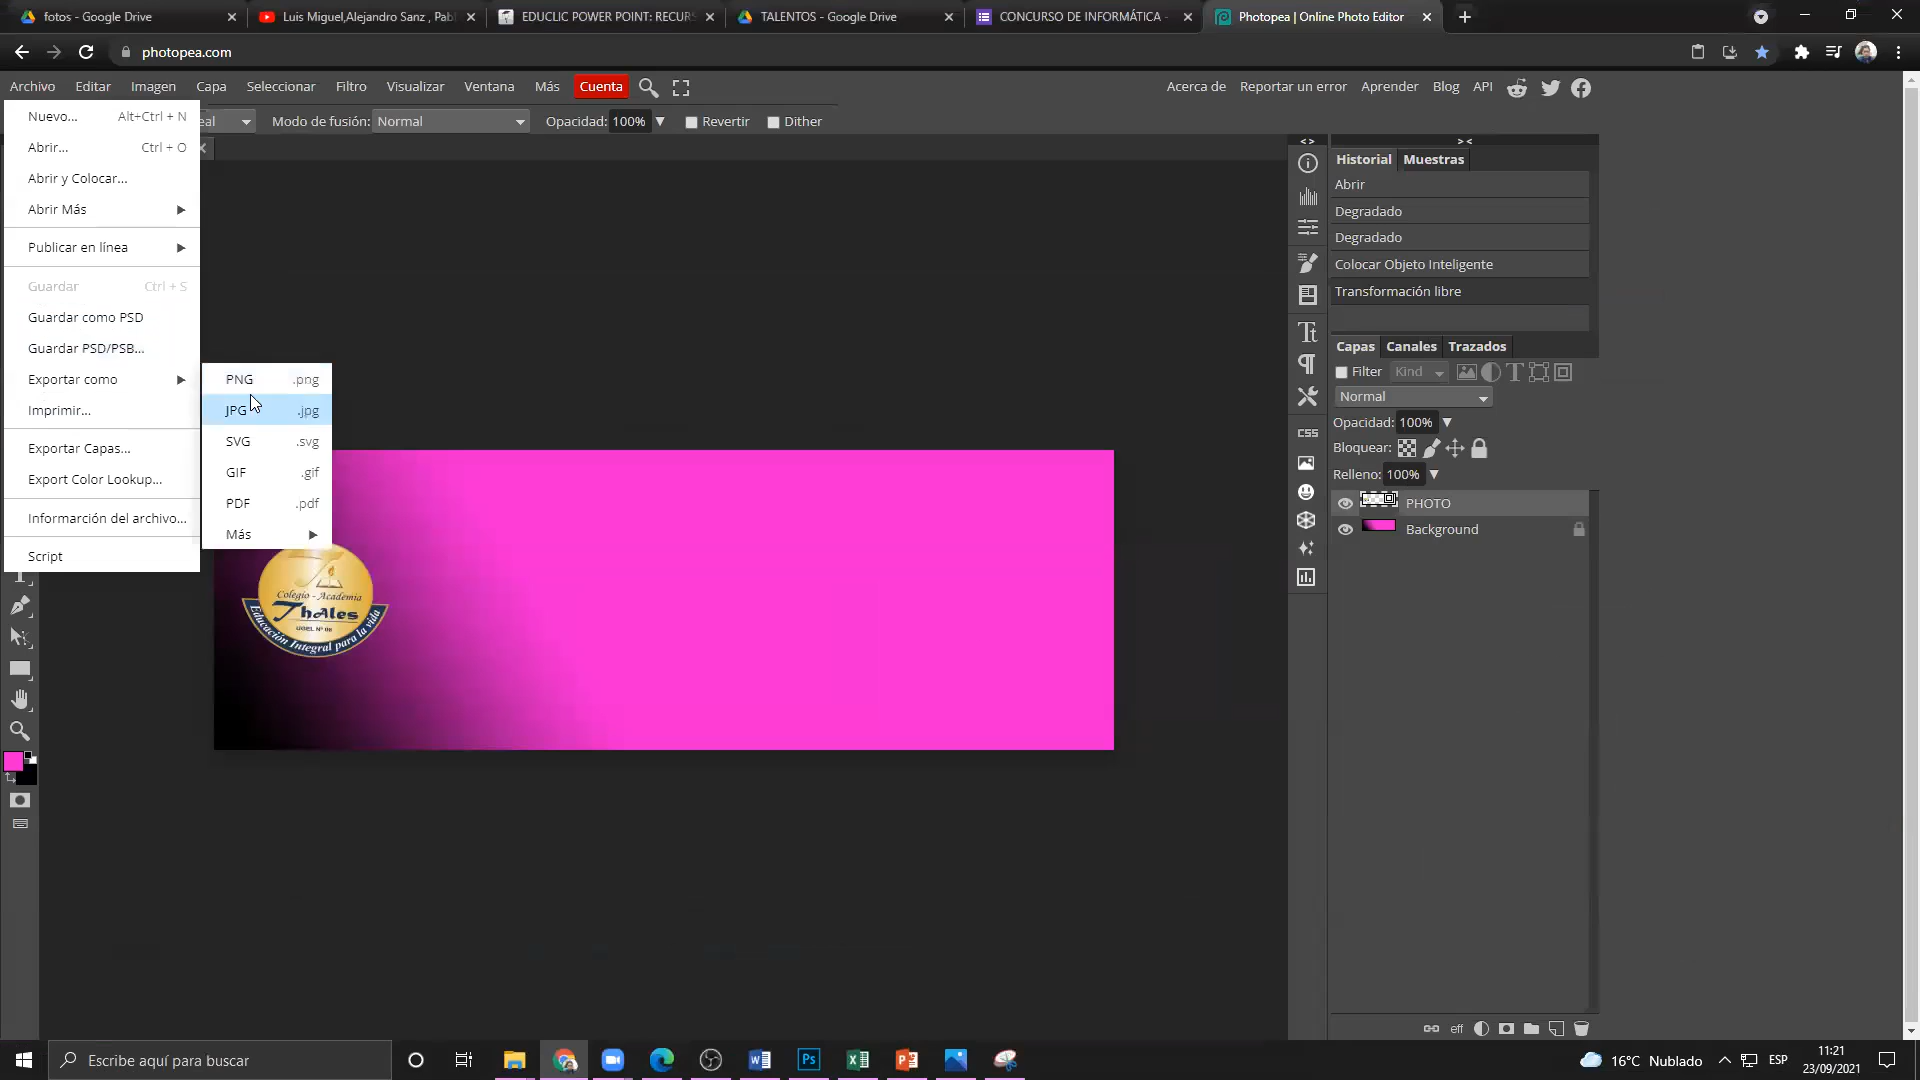 fotos - Google Drive
Luis Miguel,Alejandro Sanz , Pab
EDUCLIC POWER POINT: RECURS
TALENTOS - Google Drive
CONCURSO DE INFORMÁTICA -
Photopea | Online Photo Editor
photopea.com
Archivo Editar Imagen Capa Seleccionar Filtro Visualizar Ventana Más Cuenta
Acerca de Reportar un error Aprender Blog API
eal Modo de fusión: Normal Opacidad: 100% Revertir Dither
Nuevo... Alt+Ctrl + N
Abrir... Ctrl + O
Abrir y Colocar...
Abrir Más
Publicar en línea
Guardar Ctrl + S
Guardar como PSD
Guardar PSD/PSB...
Exportar como
Imprimir...
Exportar Capas...
Export Color Lookup...
Informarción del archivo...
Script
PNG .png
JPG .jpg
SVG .svg
GIF .gif
PDF .pdf
Más
Colegio - Academia
Thales
UGEL Nº 06
Educación Integral para la vida
CSS
Historial Muestras
Abrir
Degradado
Degradado
Colocar Objeto Inteligente
Transformación libre
Capas Canales Trazados
Filter Kind
Normal
Opacidad: 100%
Bloquear:
Relleno: 100%
PHOTO
Background
eff
Escribe aquí para buscar
16°C Nublado
ESP
11:21
23/09/2021